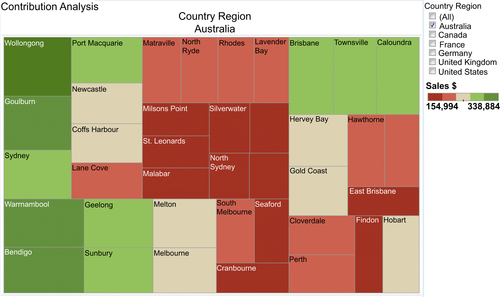 Contribution Analysis
Country Region
Australia
Wollongong
Port Macquarie
Matraville
North Ryde
Rhodes
Lavender Bay
Brisbane
Townsville
Caloundra
Newcastle
Goulburn
Milsons Point
Silverwater
Hervey Bay
Hawthorne
Coffs Harbour
St. Leonards
Sydney
Lane Cove
North Sydney
Malabar
Gold Coast
East Brisbane
Warrnambool
Geelong
Melton
South Melbourne
Seaford
Cloverdale
Findon
Hobart
Bendigo
Sunbury
Melbourne
Cranbourne
Perth
Country Region
(All)
Australia
Canada
France
Germany
United Kingdom
United States
Sales $
154,994
338,884